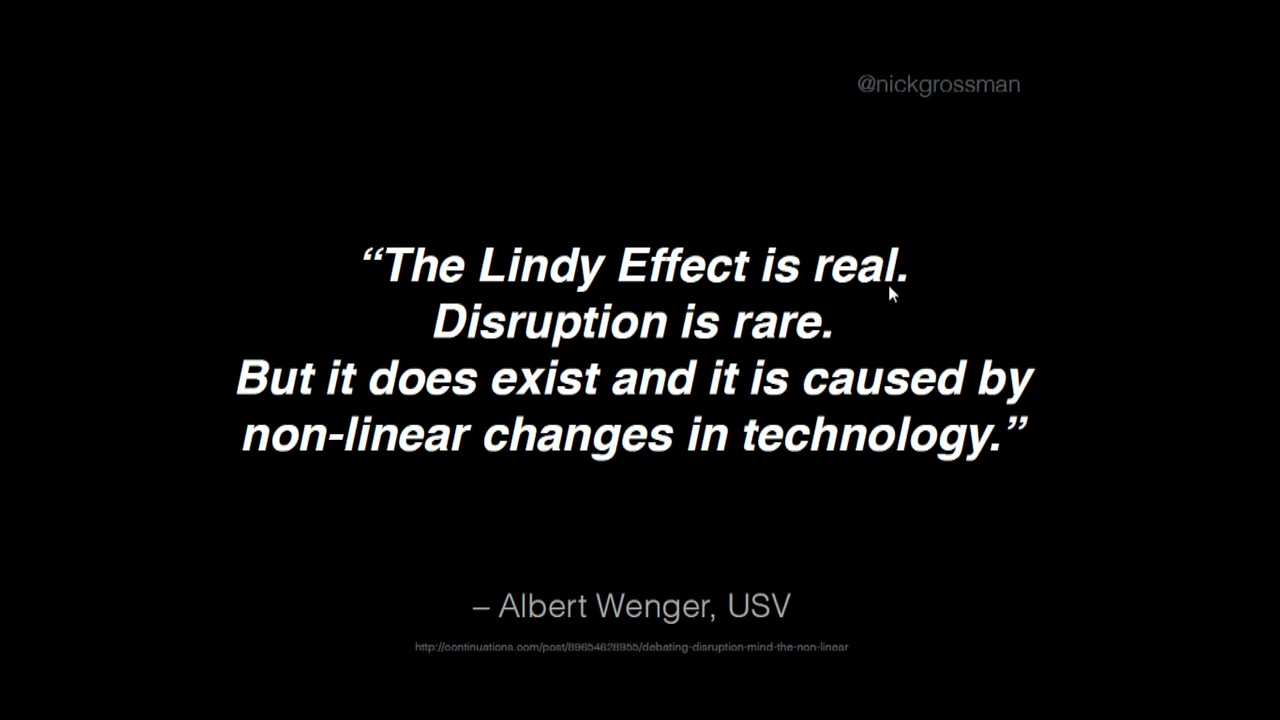 @nickgrossman
“The Lindy Effect is real.
Disruption is rare.
But it does exist and it is caused by
non-linear changes in technology.”
– Albert Wenger, USV
http://continuations.com/post/89654628955/debating-disruption-mind-the-non-linear